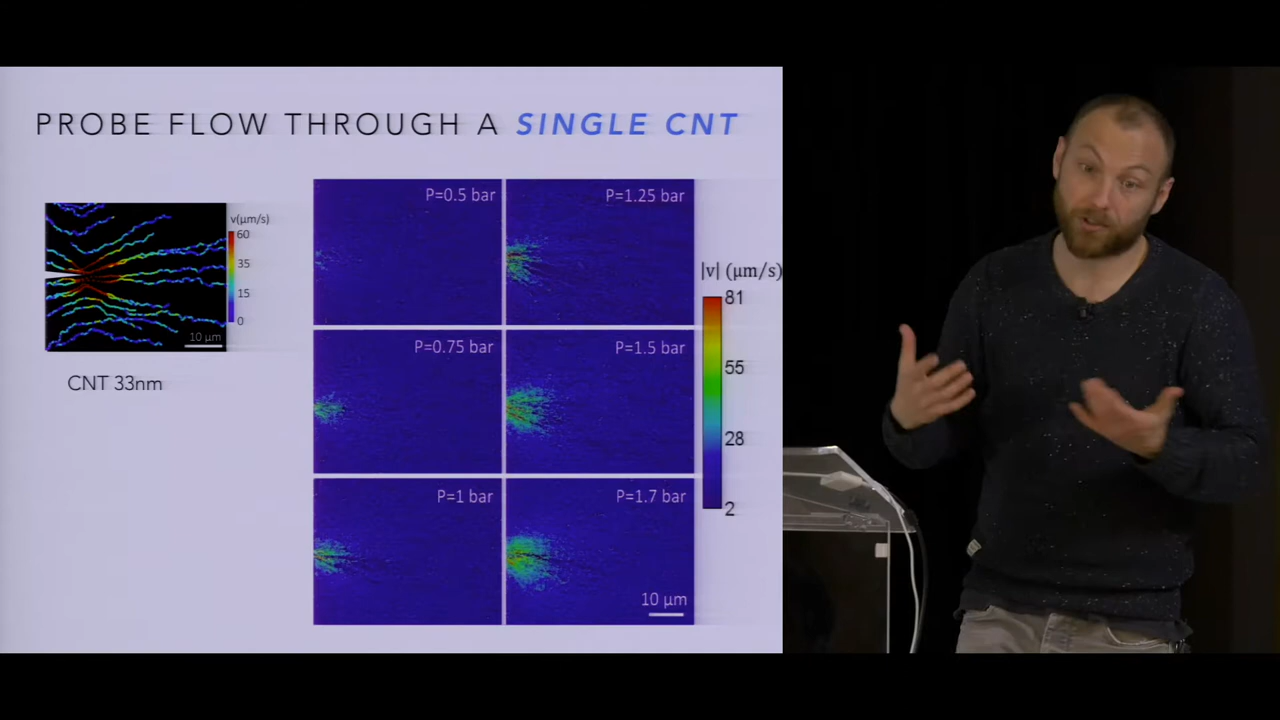 PROBE FLOW THROUGH A SINGLE CNT
v(μm/s)
60
35
15
0
10 μm
CNT 33nm
P=0.5 bar
P=1.25 bar
P=0.75 bar
P=1.5 bar
P=1 bar
P=1.7 bar
10 μm
|v| (μm/s)
81
55
28
2